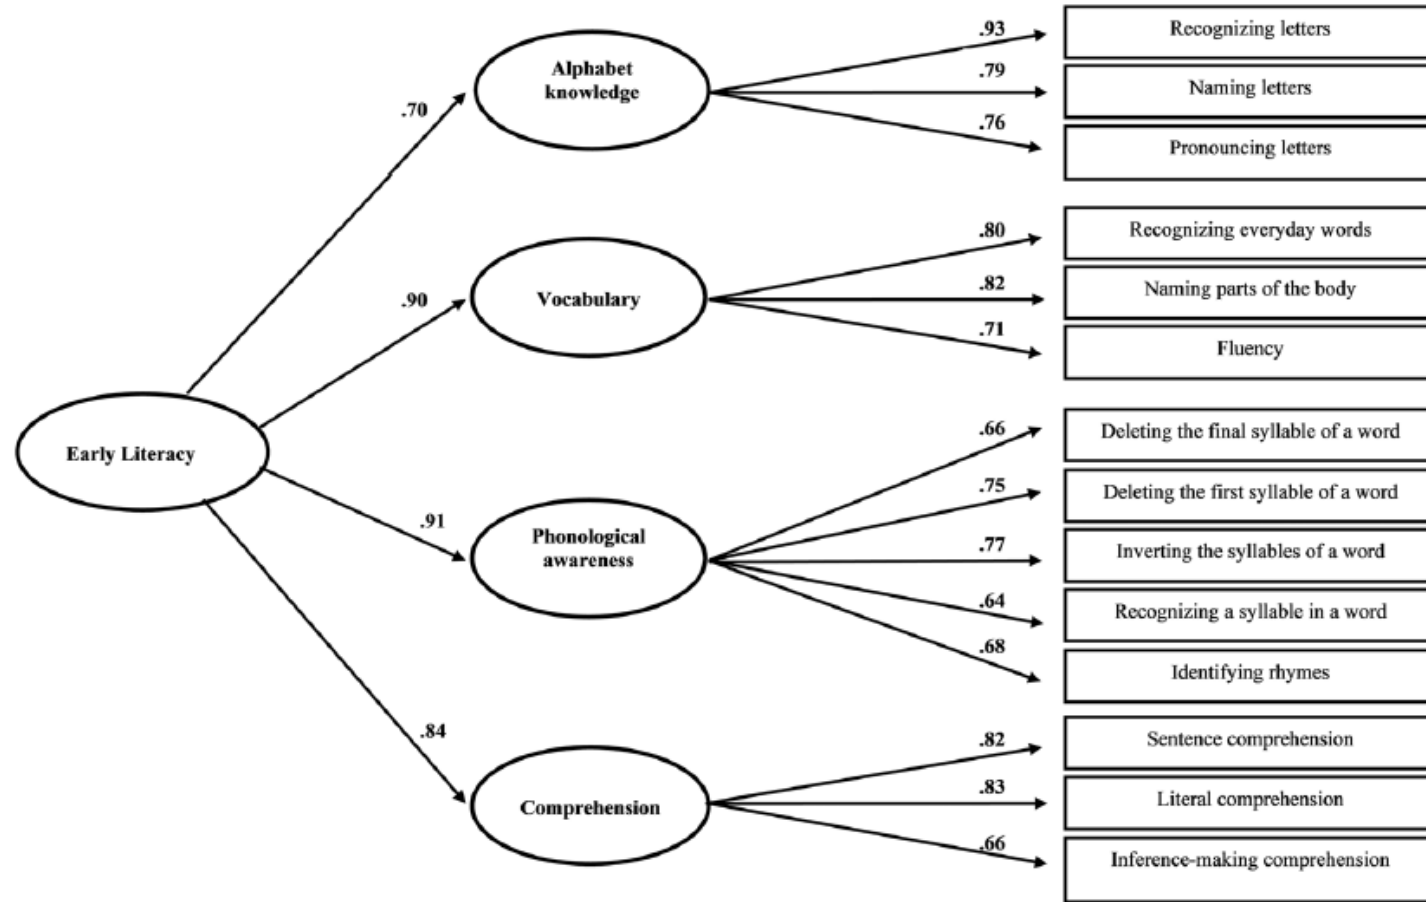 .93
Recognizing letters
Alphabet
knowledge
.79
Naming letters
.70
.76
Pronouncing letters
.80
Recognizing everyday words
.90
Vocabulary
.82
Naming parts of the body
.71
Fluency
Early Literacy
.66
Deleting the final syllable of a word
.75
Deleting the first syllable of a word
.91
Phonological
awareness
.77
Inverting the syllables of a word
.64
Recognizing a syllable in a word
.68
Identifying rhymes
.84
.82
Sentence comprehension
Comprehension
.83
Literal comprehension
.66
Inference-making comprehension